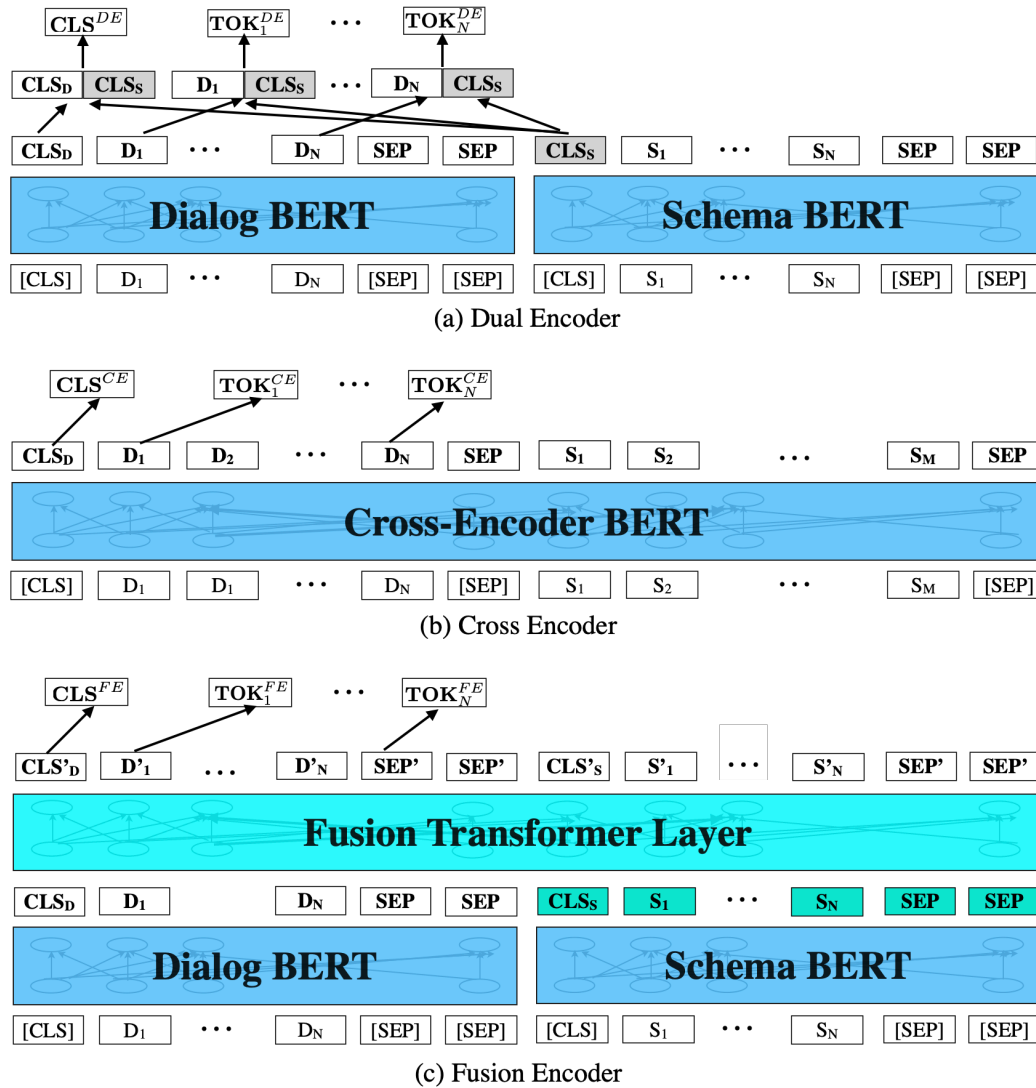 CLS^DE TOK_1^DE ... TOK_N^DE
CLS_D CLS_S D_1 CLS_S ... D_N CLS_S
CLS_D D_1 ... D_N SEP SEP CLS_S S_1 ... S_N SEP SEP
Dialog BERT Schema BERT
[CLS] D_1 ... D_N [SEP] [SEP] [CLS] S_1 ... S_N [SEP] [SEP]
(a) Dual Encoder
CLS^CE TOK_1^CE ... TOK_N^CE
CLS_D D_1 D_2 ... D_N SEP S_1 S_2 ... S_M SEP
Cross-Encoder BERT
[CLS] D_1 D_1 ... D_N [SEP] S_1 S_2 ... S_M [SEP]
(b) Cross Encoder
CLS^FE TOK_1^FE ... TOK_N^FE
CLS'_D D'_1 ... D'_N SEP' SEP' CLS'_S S'_1 ... S'_N SEP' SEP'
Fusion Transformer Layer
CLS_D D_1 D_N SEP SEP CLS_S S_1 ... S_N SEP SEP
Dialog BERT Schema BERT
[CLS] D_1 ... D_N [SEP] [SEP] [CLS] S_1 ... S_N [SEP] [SEP]
(c) Fusion Encoder